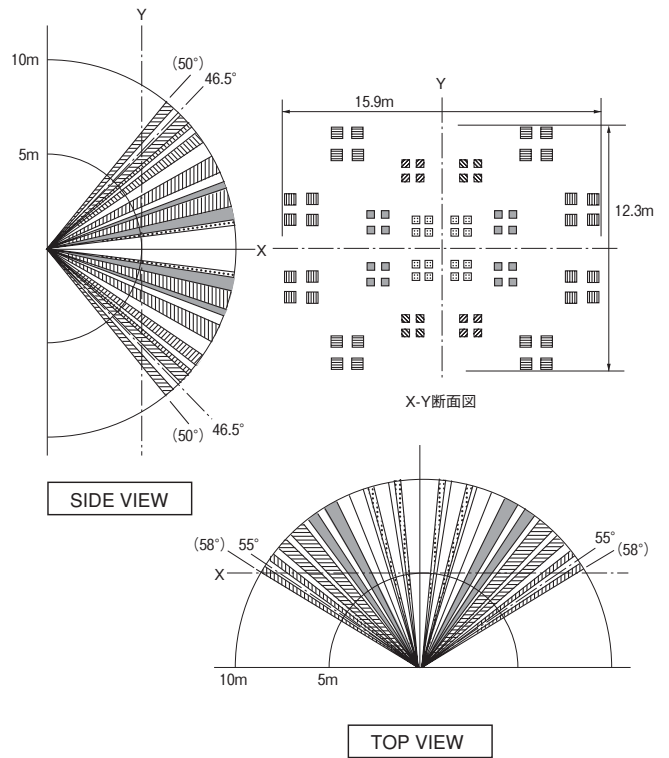 Y
10m
(50°)
46.5°
5m
X
(50°)
46.5°
SIDE VIEW
Y
15.9m
12.3m
X-Y断面図
(58°)
55°
X
55°
(58°)
10m
5m
TOP VIEW